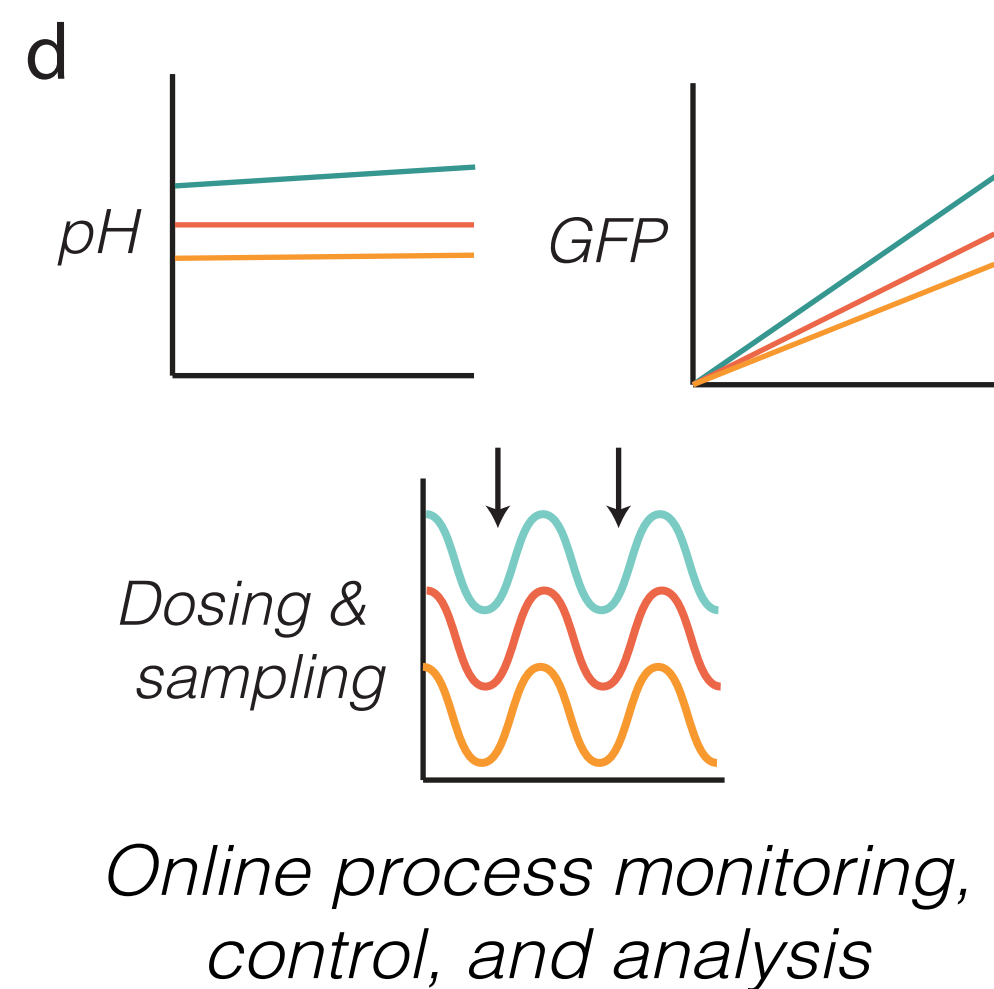 d
pH
GFP
Dosing &
sampling
Online process monitoring,
control, and analysis